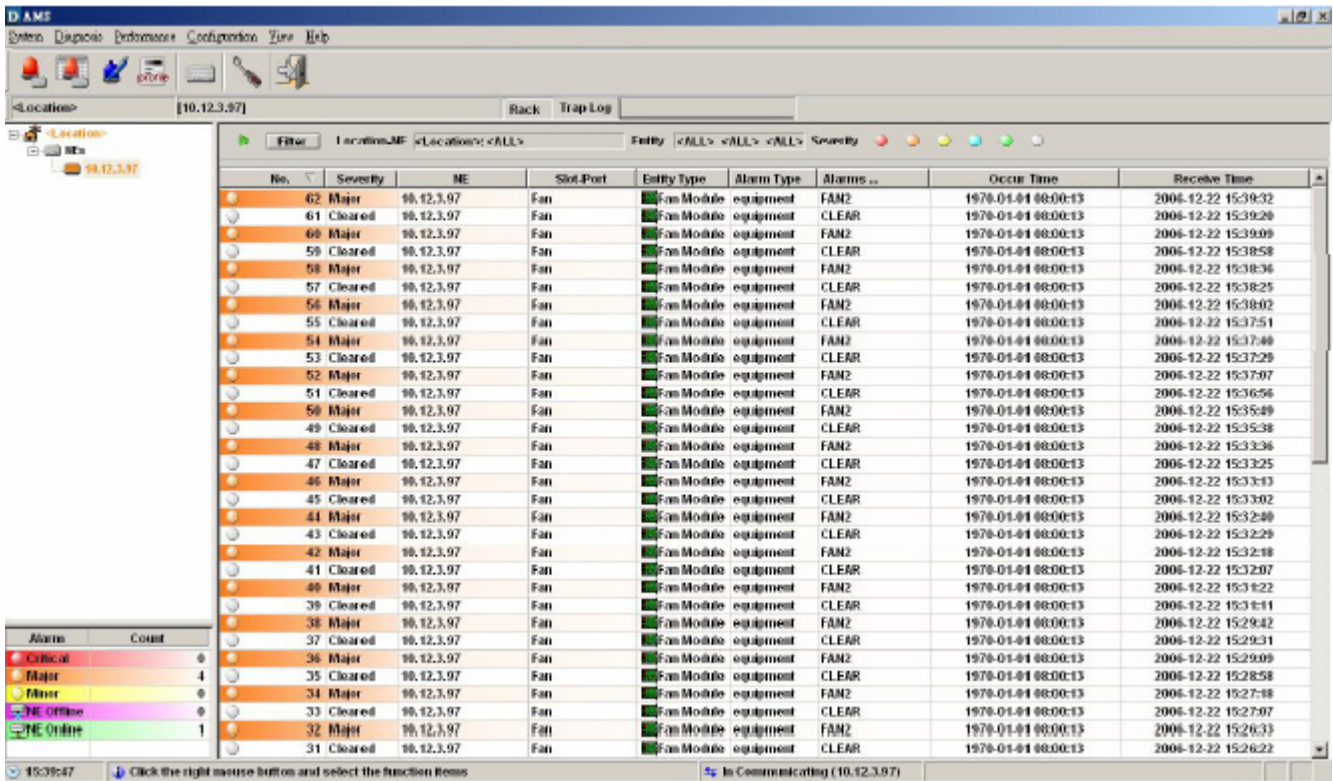 AMS
System Diagnosis Performance Configuration View Help
profile
<Location> [10.12.3.97] Rack Trap Log
<Location>
NEs
10.12.3.97
Filter Location-NE <Location>: <ALL> Entity <ALL> <ALL> <ALL> Severity
No. Severity NE Slot-Port Entity Type Alarm Type Alarms ... Occur Time Receive Time
62 Major 10.12.3.97 Fan Fan Module equipment FAN2 1970-01-01 08:00:13 2006-12-22 15:39:32
61 Cleared 10.12.3.97 Fan Fan Module equipment CLEAR 1970-01-01 08:00:13 2006-12-22 15:39:20
60 Major 10.12.3.97 Fan Fan Module equipment FAN2 1970-01-01 08:00:13 2006-12-22 15:39:09
59 Cleared 10.12.3.97 Fan Fan Module equipment CLEAR 1970-01-01 08:00:13 2006-12-22 15:38:58
58 Major 10.12.3.97 Fan Fan Module equipment FAN2 1970-01-01 08:00:13 2006-12-22 15:38:36
57 Cleared 10.12.3.97 Fan Fan Module equipment CLEAR 1970-01-01 08:00:13 2006-12-22 15:38:25
56 Major 10.12.3.97 Fan Fan Module equipment FAN2 1970-01-01 08:00:13 2006-12-22 15:38:02
55 Cleared 10.12.3.97 Fan Fan Module equipment CLEAR 1970-01-01 08:00:13 2006-12-22 15:37:51
54 Major 10.12.3.97 Fan Fan Module equipment FAN2 1970-01-01 08:00:13 2006-12-22 15:37:40
53 Cleared 10.12.3.97 Fan Fan Module equipment CLEAR 1970-01-01 08:00:13 2006-12-22 15:37:29
52 Major 10.12.3.97 Fan Fan Module equipment FAN2 1970-01-01 08:00:13 2006-12-22 15:37:07
51 Cleared 10.12.3.97 Fan Fan Module equipment CLEAR 1970-01-01 08:00:13 2006-12-22 15:36:56
50 Major 10.12.3.97 Fan Fan Module equipment FAN2 1970-01-01 08:00:13 2006-12-22 15:35:49
49 Cleared 10.12.3.97 Fan Fan Module equipment CLEAR 1970-01-01 08:00:13 2006-12-22 15:35:38
48 Major 10.12.3.97 Fan Fan Module equipment FAN2 1970-01-01 08:00:13 2006-12-22 15:33:36
47 Cleared 10.12.3.97 Fan Fan Module equipment CLEAR 1970-01-01 08:00:13 2006-12-22 15:33:25
46 Major 10.12.3.97 Fan Fan Module equipment FAN2 1970-01-01 08:00:13 2006-12-22 15:33:13
45 Cleared 10.12.3.97 Fan Fan Module equipment CLEAR 1970-01-01 08:00:13 2006-12-22 15:33:02
44 Major 10.12.3.97 Fan Fan Module equipment FAN2 1970-01-01 08:00:13 2006-12-22 15:32:40
43 Cleared 10.12.3.97 Fan Fan Module equipment CLEAR 1970-01-01 08:00:13 2006-12-22 15:32:29
42 Major 10.12.3.97 Fan Fan Module equipment FAN2 1970-01-01 08:00:13 2006-12-22 15:32:18
41 Cleared 10.12.3.97 Fan Fan Module equipment CLEAR 1970-01-01 08:00:13 2006-12-22 15:32:07
40 Major 10.12.3.97 Fan Fan Module equipment FAN2 1970-01-01 08:00:13 2006-12-22 15:31:22
39 Cleared 10.12.3.97 Fan Fan Module equipment CLEAR 1970-01-01 08:00:13 2006-12-22 15:31:11
38 Major 10.12.3.97 Fan Fan Module equipment FAN2 1970-01-01 08:00:13 2006-12-22 15:29:42
37 Cleared 10.12.3.97 Fan Fan Module equipment CLEAR 1970-01-01 08:00:13 2006-12-22 15:29:31
36 Major 10.12.3.97 Fan Fan Module equipment FAN2 1970-01-01 08:00:13 2006-12-22 15:29:09
35 Cleared 10.12.3.97 Fan Fan Module equipment CLEAR 1970-01-01 08:00:13 2006-12-22 15:28:58
34 Major 10.12.3.97 Fan Fan Module equipment FAN2 1970-01-01 08:00:13 2006-12-22 15:27:18
33 Cleared 10.12.3.97 Fan Fan Module equipment CLEAR 1970-01-01 08:00:13 2006-12-22 15:27:07
32 Major 10.12.3.97 Fan Fan Module equipment FAN2 1970-01-01 08:00:13 2006-12-22 15:26:33
31 Cleared 10.12.3.97 Fan Fan Module equipment CLEAR 1970-01-01 08:00:13 2006-12-22 15:26:22
Alarm Count
Critical 0
Major 4
Minor 0
NE Offline 0
NE Online 1
15:39:47 Click the right mouse button and select the function items In Communicating (10.12.3.97)